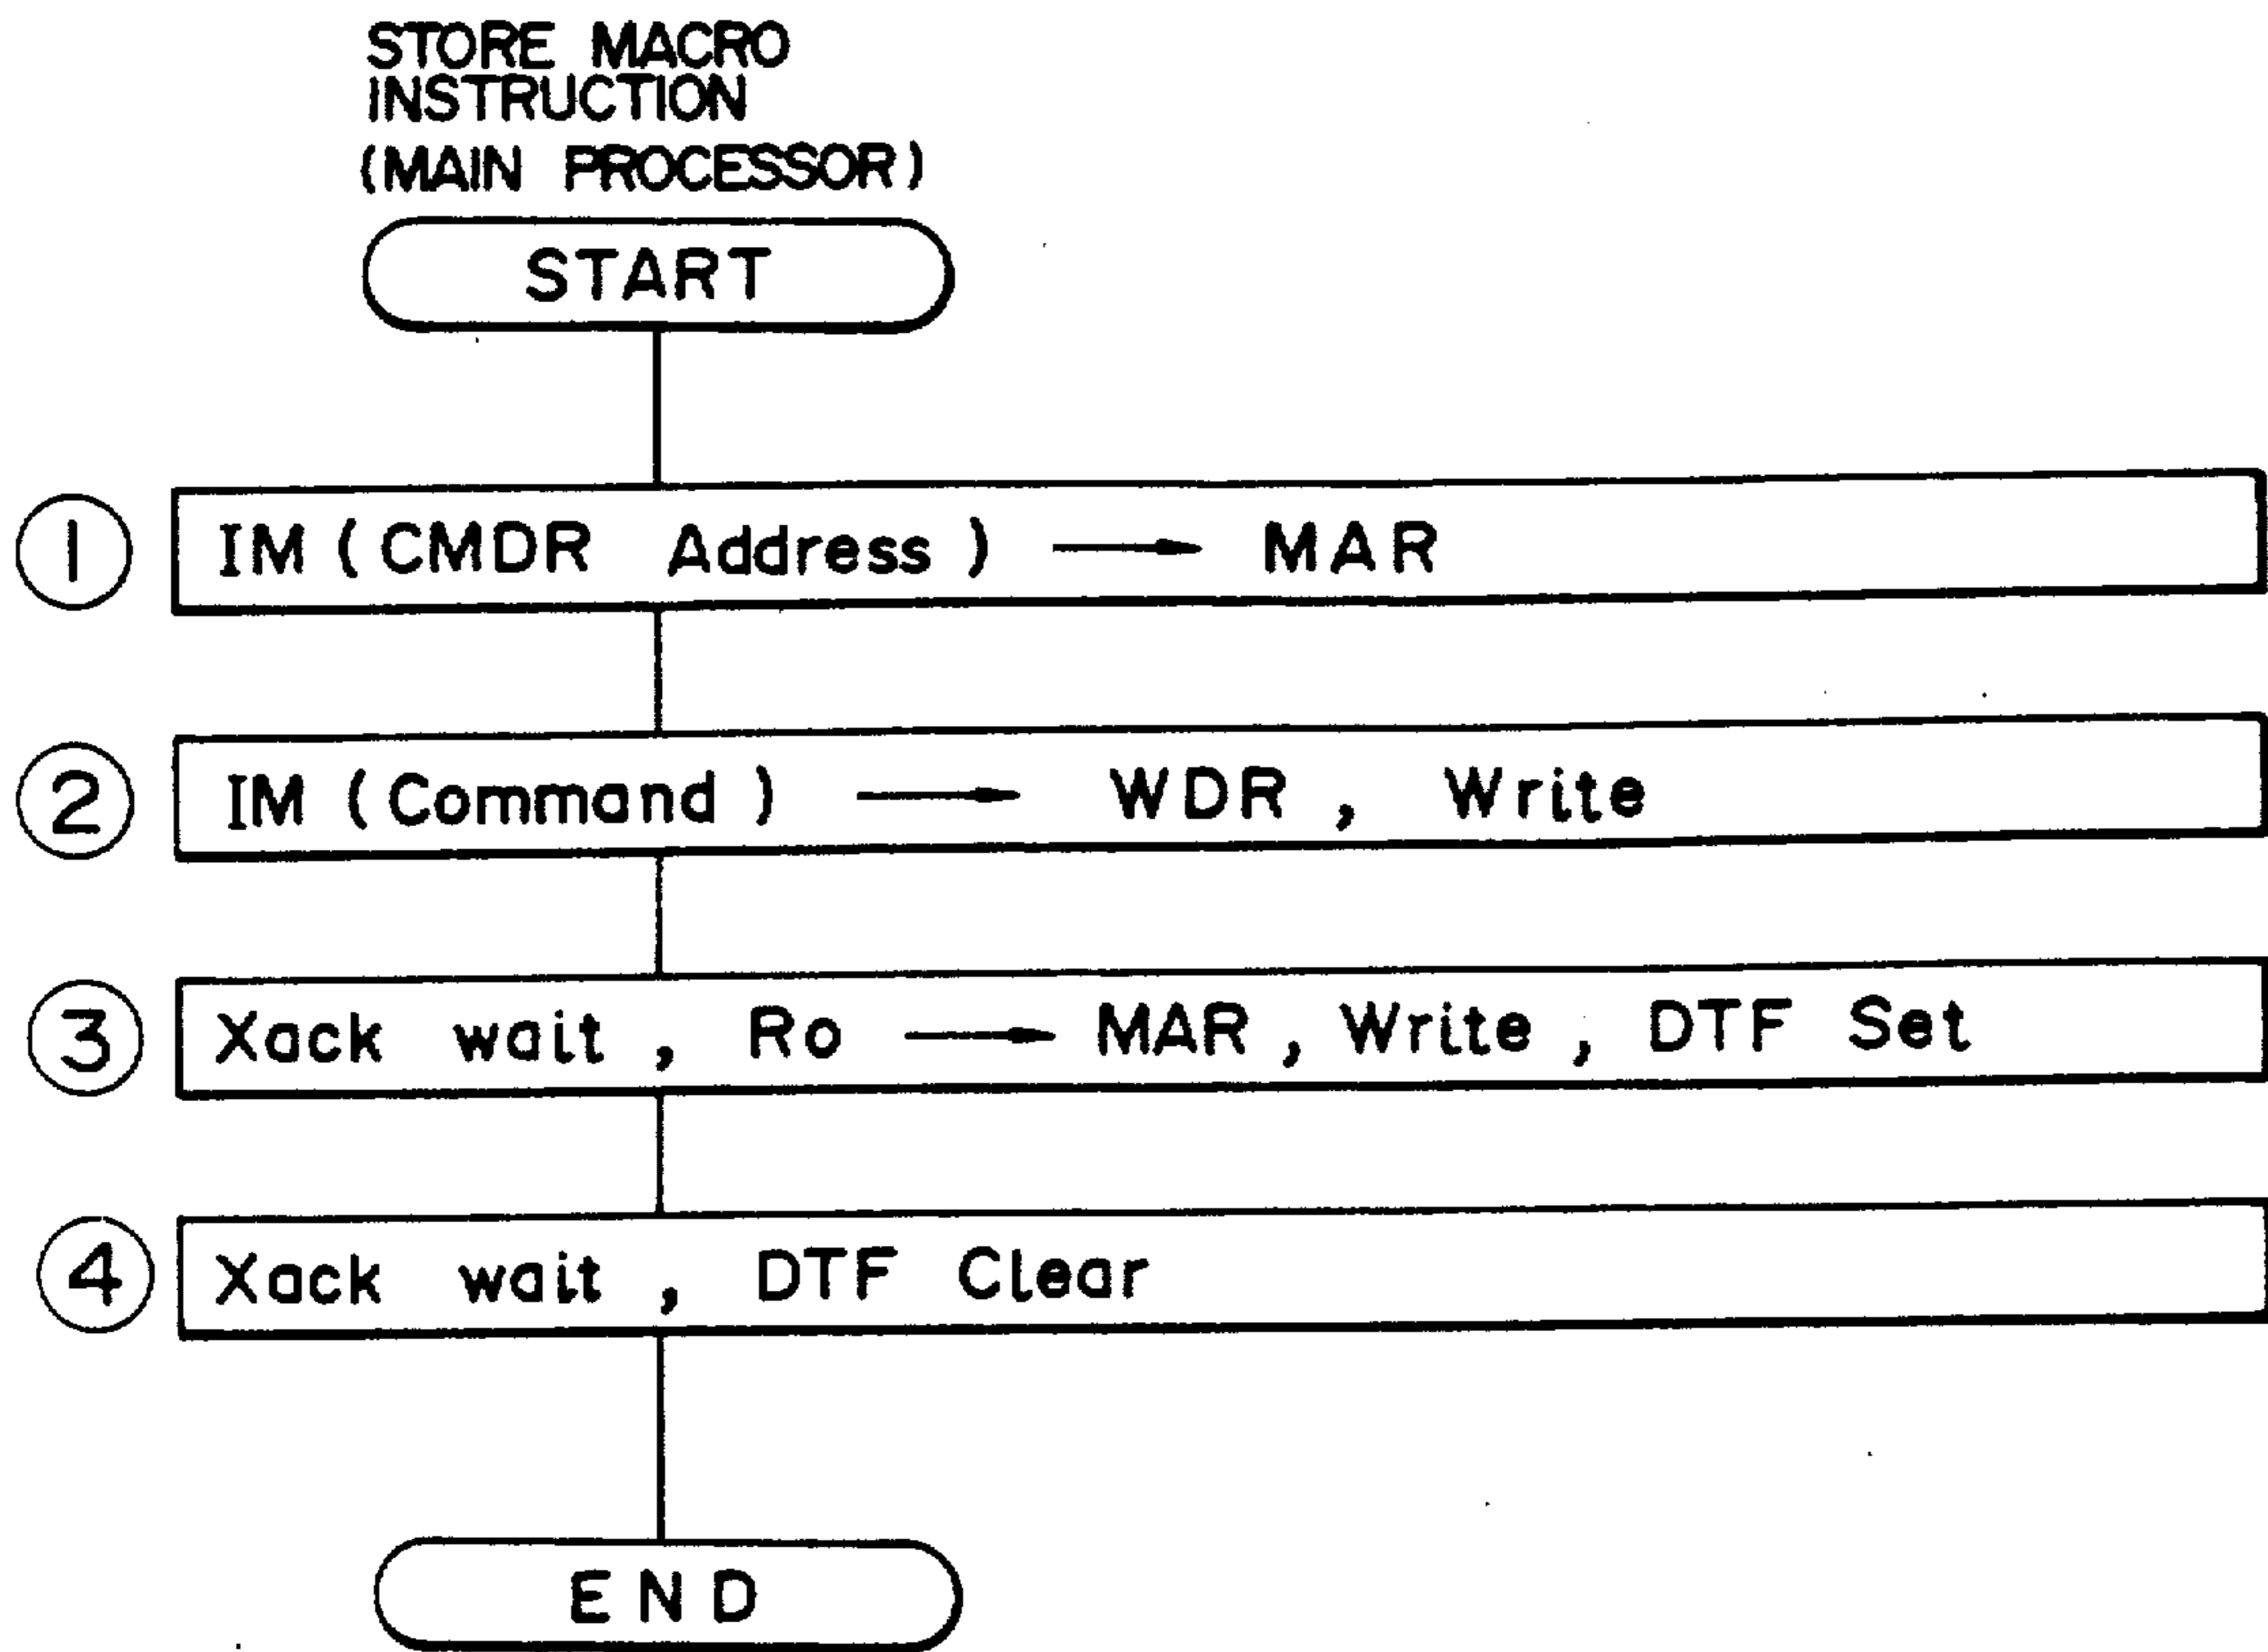 STORE MACRO
INSTRUCTION
(MAIN PROCESSOR)
START
1 IM (CMDR Address) → MAR
2 IM (Command) → WDR, Write
3 Xack wait, Ro → MAR, Write, DTF Set
4 Xack wait, DTF Clear
END